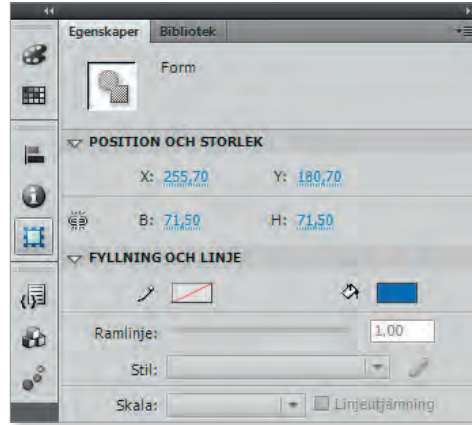 Egenskaper Bibliotek
Form
POSITION OCH STORLEK
X: 255,70 Y: 180,70
B: 71,50 H: 71,50
FYLLNING OCH LINJE
Ramlinje: 1,00
Stil:
Skala: Linjeutjämning